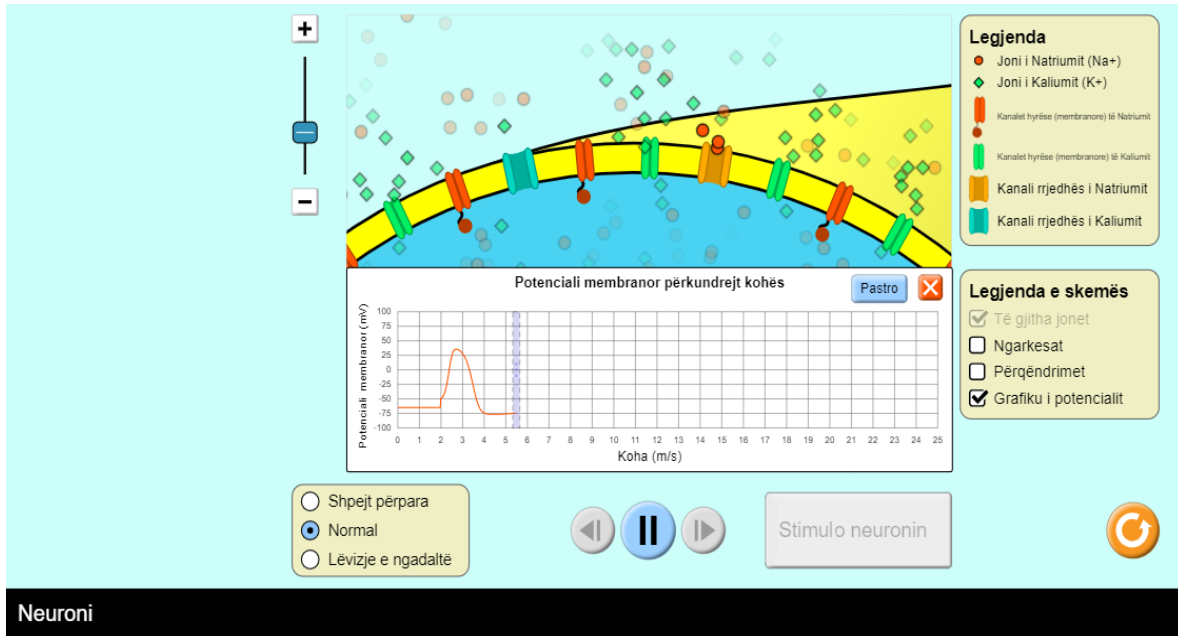 +
−
Legjenda
Joni i Natriumit (Na+)
Joni i Kaliumit (K+)
Kanalet hyrëse (membranore) të Natriumit
Kanalet hyrëse (membranore) të Kaliumit
Kanali rrjedhës i Natriumit
Kanali rrjedhës i Kaliumit
Potenciali membranor përkundrejt kohës
Pastro
Potenciali membranor (mV)
100
75
50
25
0
-25
-50
-75
-100
0 1 2 3 4 5 6 7 8 9 10 11 12 13 14 15 16 17 18 19 20 21 22 23 24 25
Koha (m/s)
Legjenda e skemës
Të gjitha jonet
Ngarkesat
Përqëndrimet
Grafiku i potencialit
Shpejt përpara
Normal
Lëvizje e ngadaltë
Stimulo neuronin
Neuroni